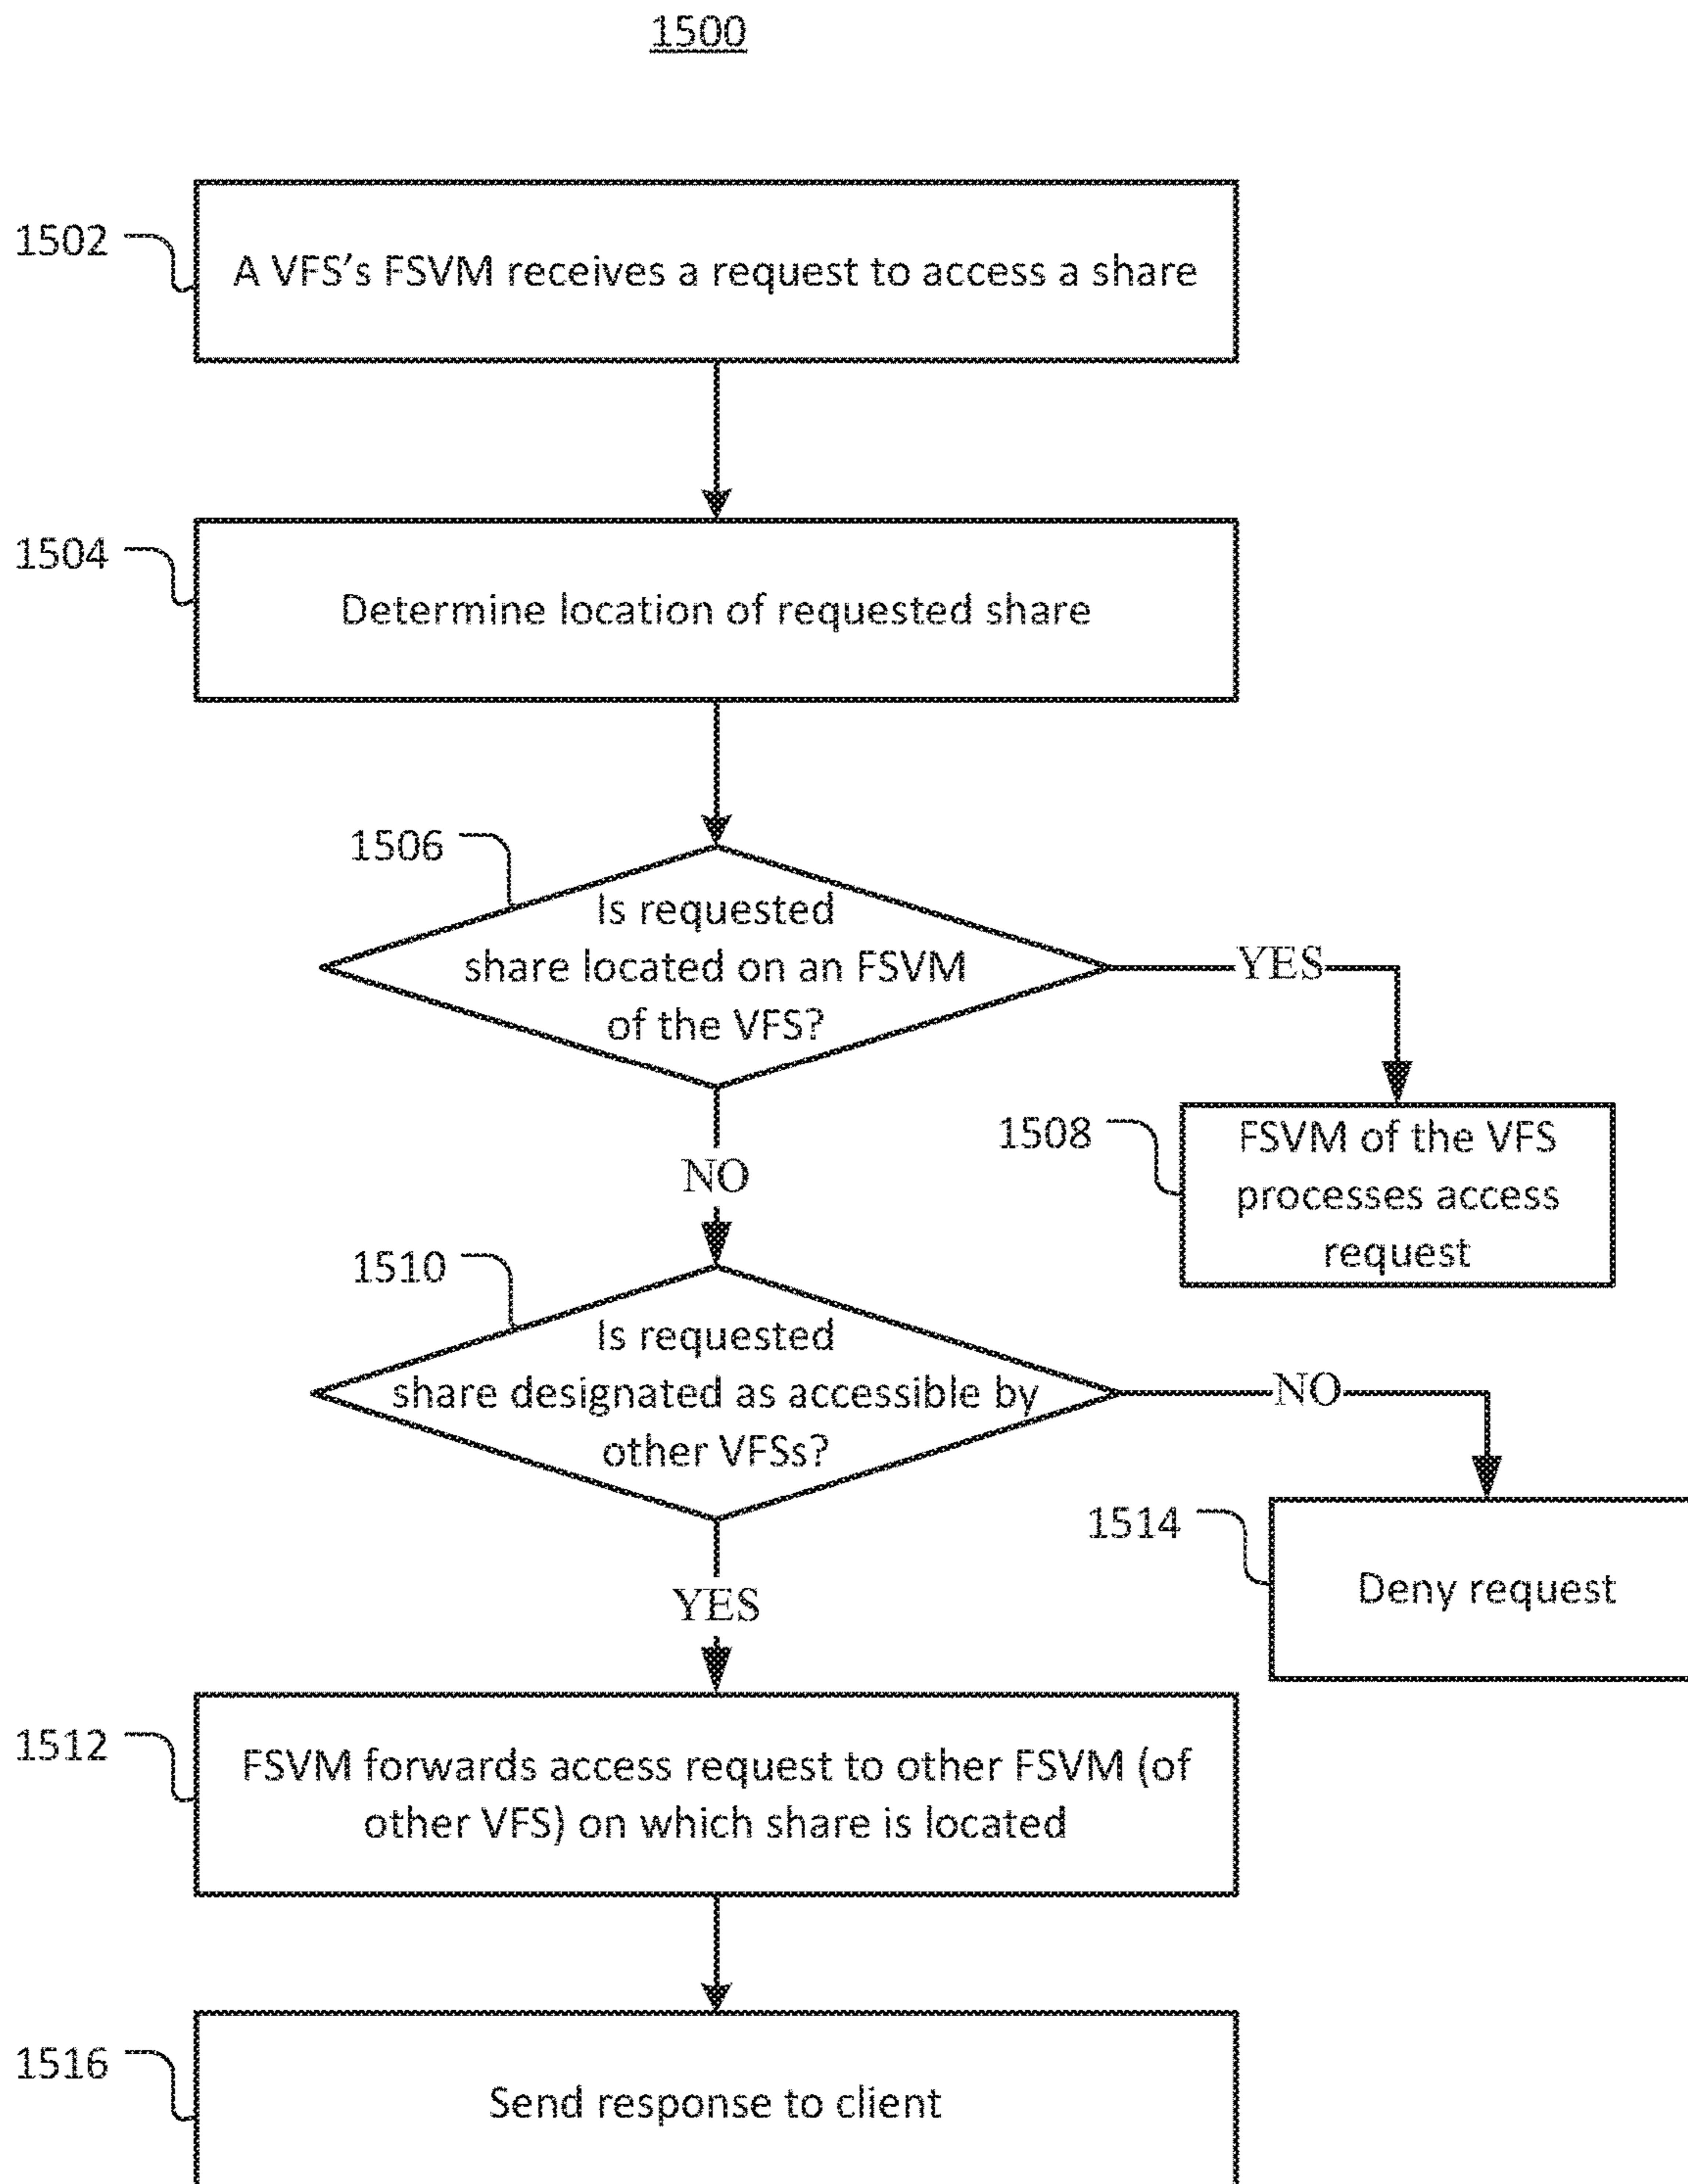 1500
1502
A VFS's FSVM receives a request to access a share
1504
Determine location of requested share
1506
Is requested
share located on an FSVM
of the VFS?
YES
1508
FSVM of the VFS
processes access
request
NO
1510
Is requested
share designated as accessible by
other VFSs?
NO
1514
Deny request
YES
1512
FSVM forwards access request to other FSVM (of
other VFS) on which share is located
1516
Send response to client